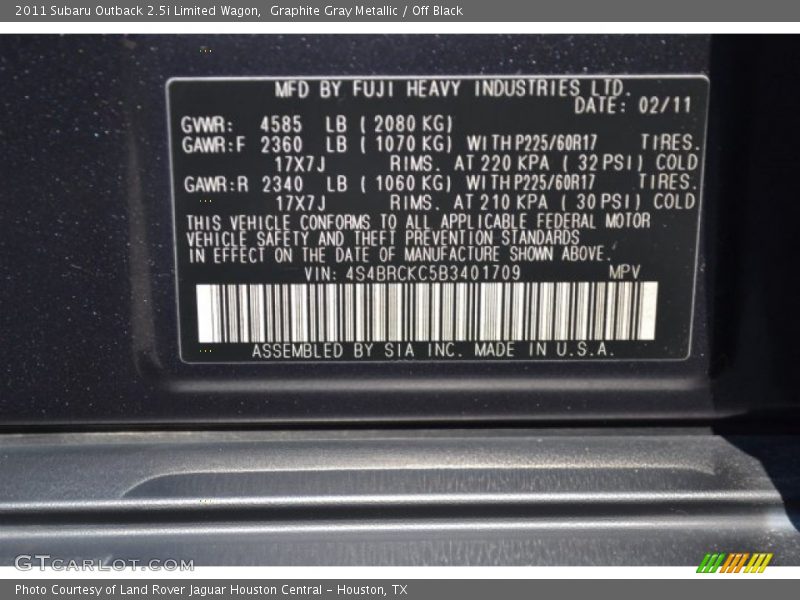 2011 Subaru Outback 2.5i Limited Wagon,  Graphite Gray Metallic / Off Black
MFD BY FUJI HEAVY INDUSTRIES LTD.
DATE: 02/11
GVWR: 4585 LB ( 2080 KG)
GAWR:F 2360 LB ( 1070 KG) WITH P225/60R17 TIRES.
17X7J RIMS. AT 220 KPA ( 32 PSI) COLD
GAWR:R 2340 LB ( 1060 KG) WITH P225/60R17 TIRES.
17X7J RIMS. AT 210 KPA ( 30 PSI) COLD
THIS VEHICLE CONFORMS TO ALL APPLICABLE FEDERAL MOTOR
VEHICLE SAFETY AND THEFT PREVENTION STANDARDS
IN EFFECT ON THE DATE OF MANUFACTURE SHOWN ABOVE.
VIN: 4S4BRCKC5B3401709 MPV
ASSEMBLED BY SIA INC. MADE IN U.S.A.
GTCARLOT.COM
Photo Courtesy of Land Rover Jaguar Houston Central - Houston, TX